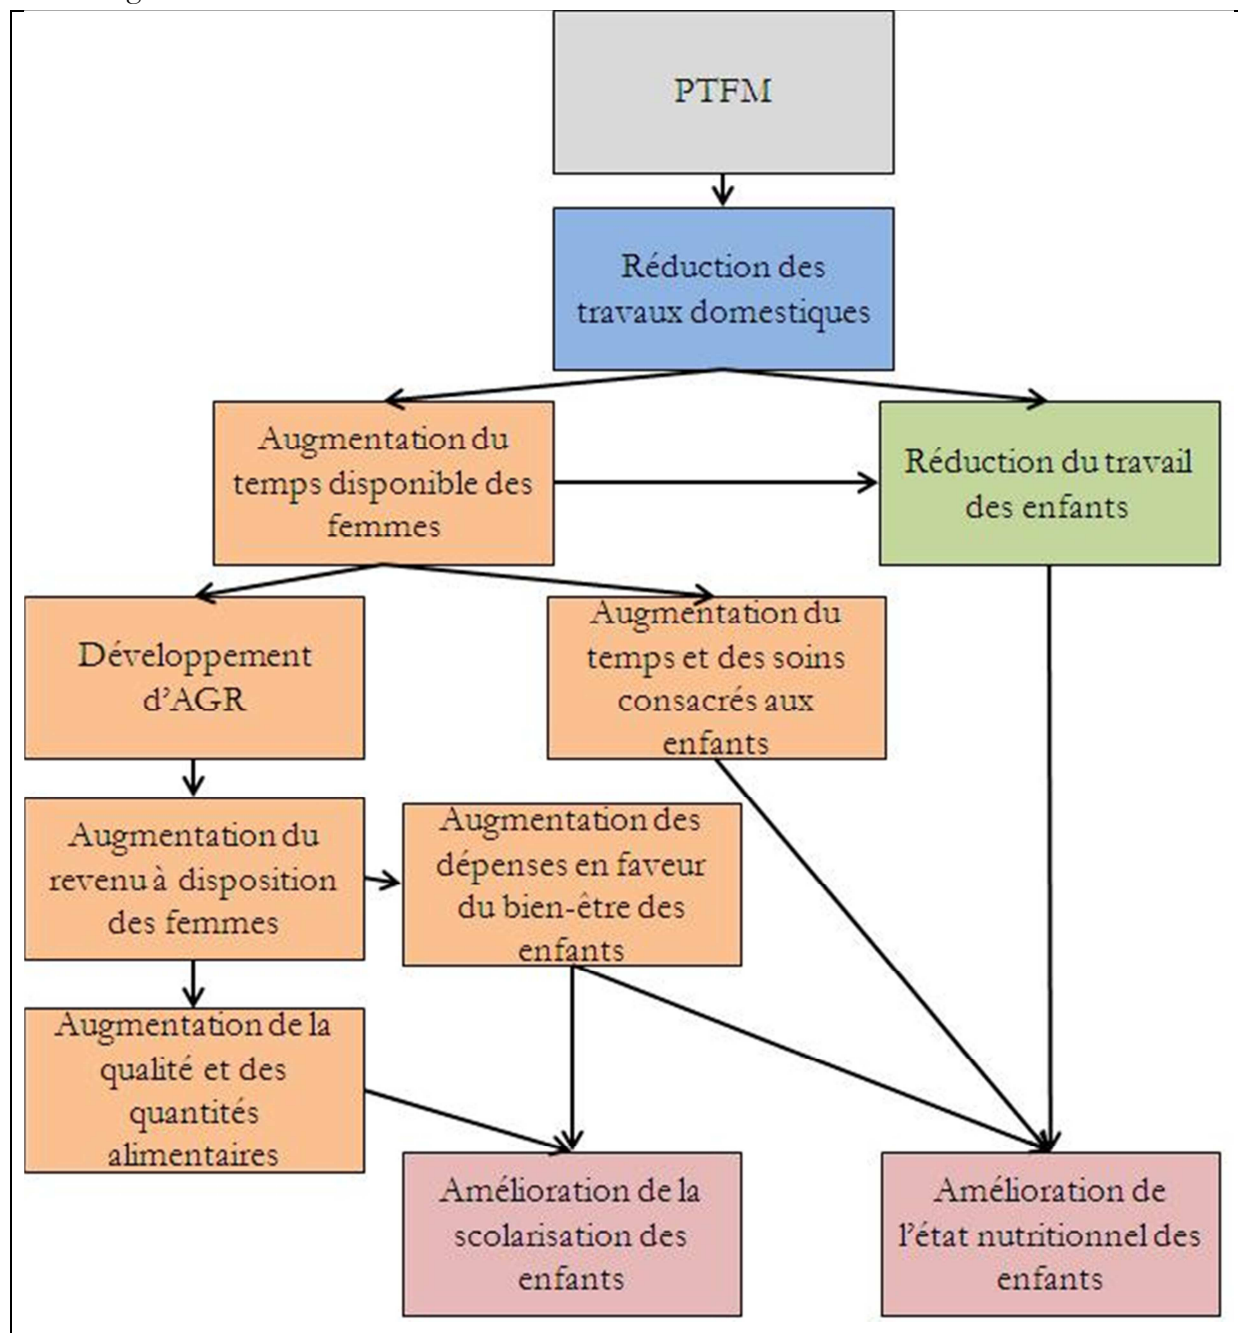 PTFM
Réduction des
travaux domestiques
Augmentation du
temps disponible des
femmes
Réduction du travail
des enfants
Développement
d’AGR
Augmentation du
temps et des soins
consacrés aux
enfants
Augmentation du
revenu à disposition
des femmes
Augmentation des
dépenses en faveur
du bien-être des
enfants
Augmentation de la
qualité et des
quantités
alimentaires
Amélioration de la
scolarisation des
enfants
Amélioration de
l’état nutritionnel des
enfants